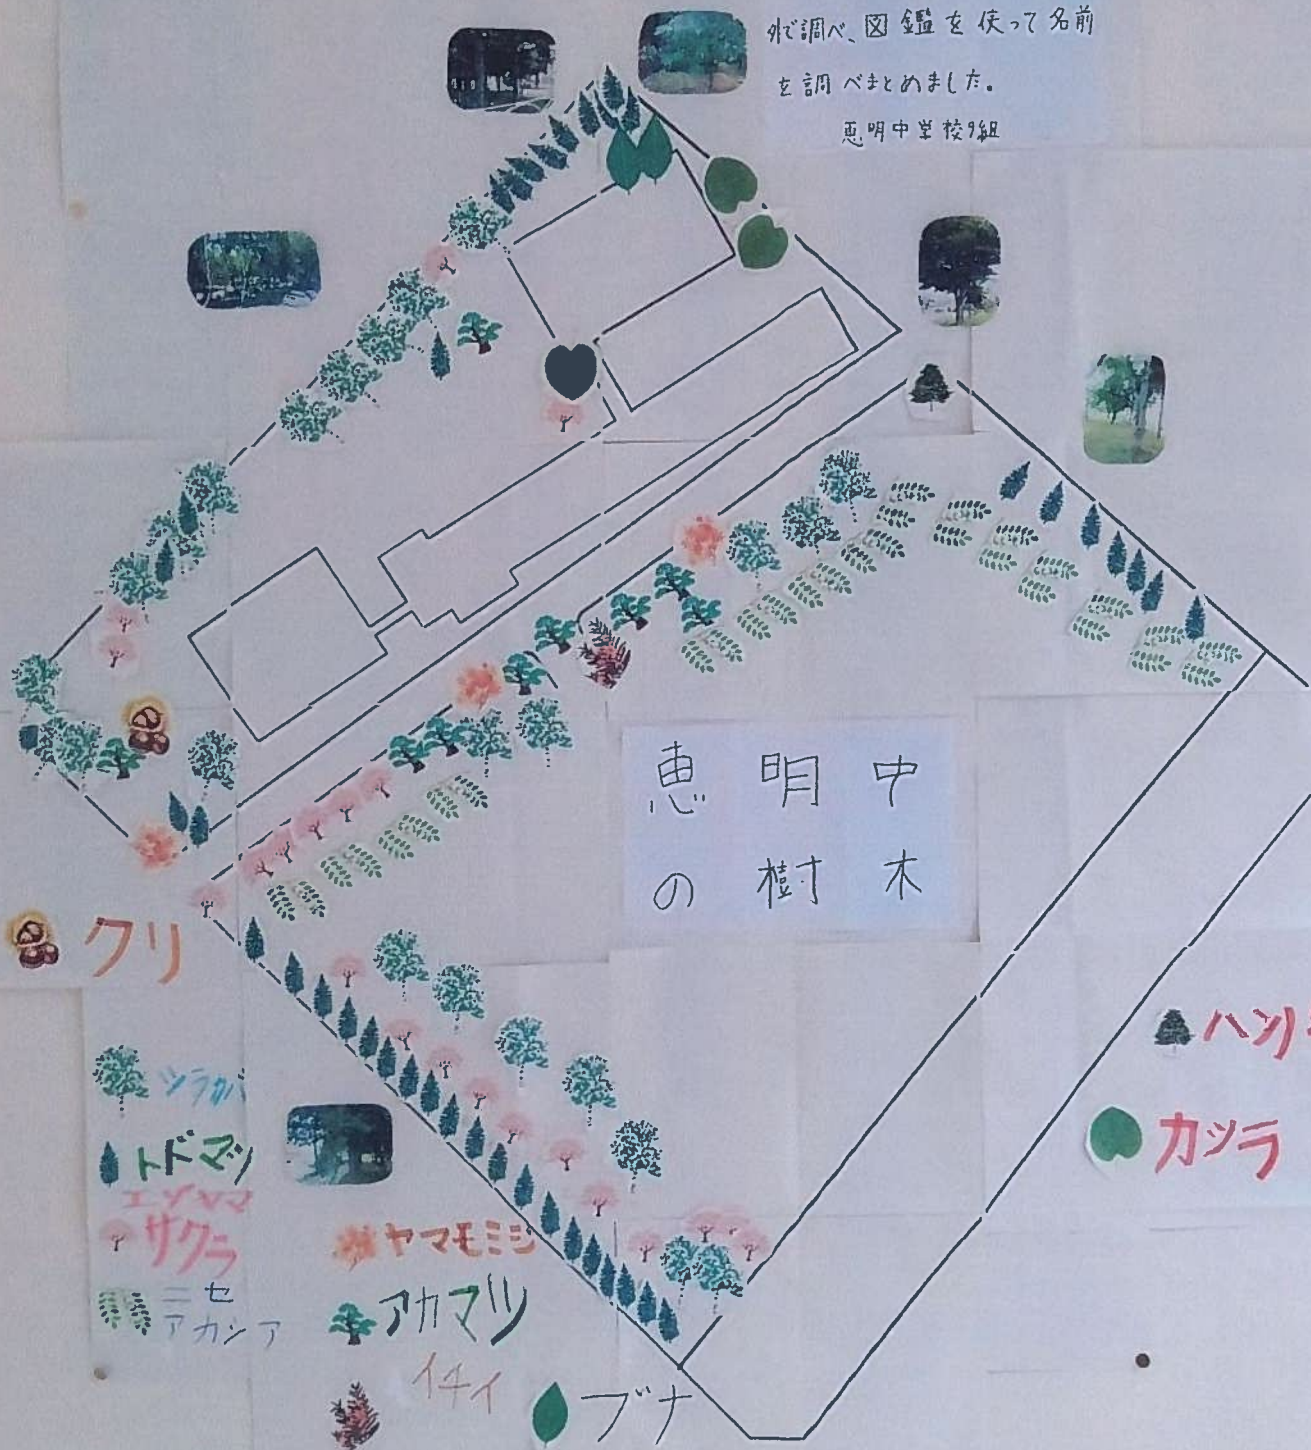 外で調べ、図鑑を使って名前
を調べまとめました。
恵明中学校9組
恵明中
の樹木
クリ
シラカバ
トドマツ
エゾヤマ
サクラ
ニセ
アカシア
ヤマモミジ
アカマツ
イチイ
ブナ
ハン
カツラ